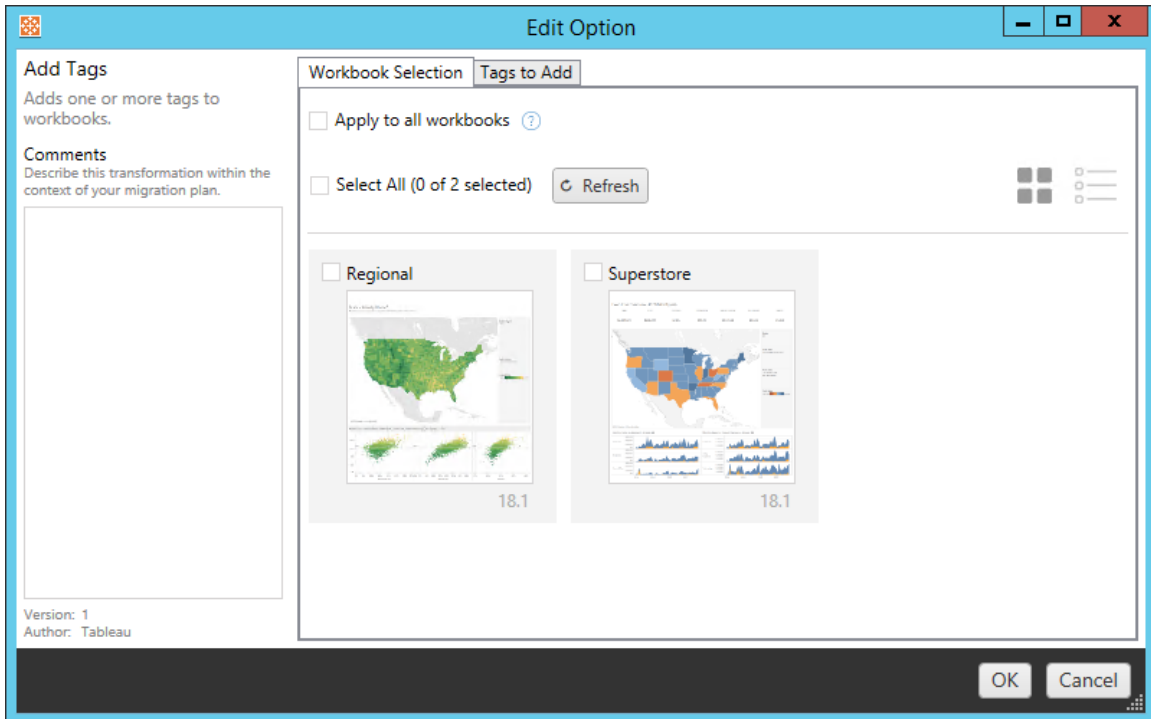 Edit Option
Add Tags
Adds one or more tags to
workbooks.
Comments
Describe this transformation within the
context of your migration plan.
Version: 1
Author: Tableau
Workbook Selection
Tags to Add
Apply to all workbooks ?
Select All (0 of 2 selected)
Refresh
Regional
18.1
Superstore
18.1
OK
Cancel